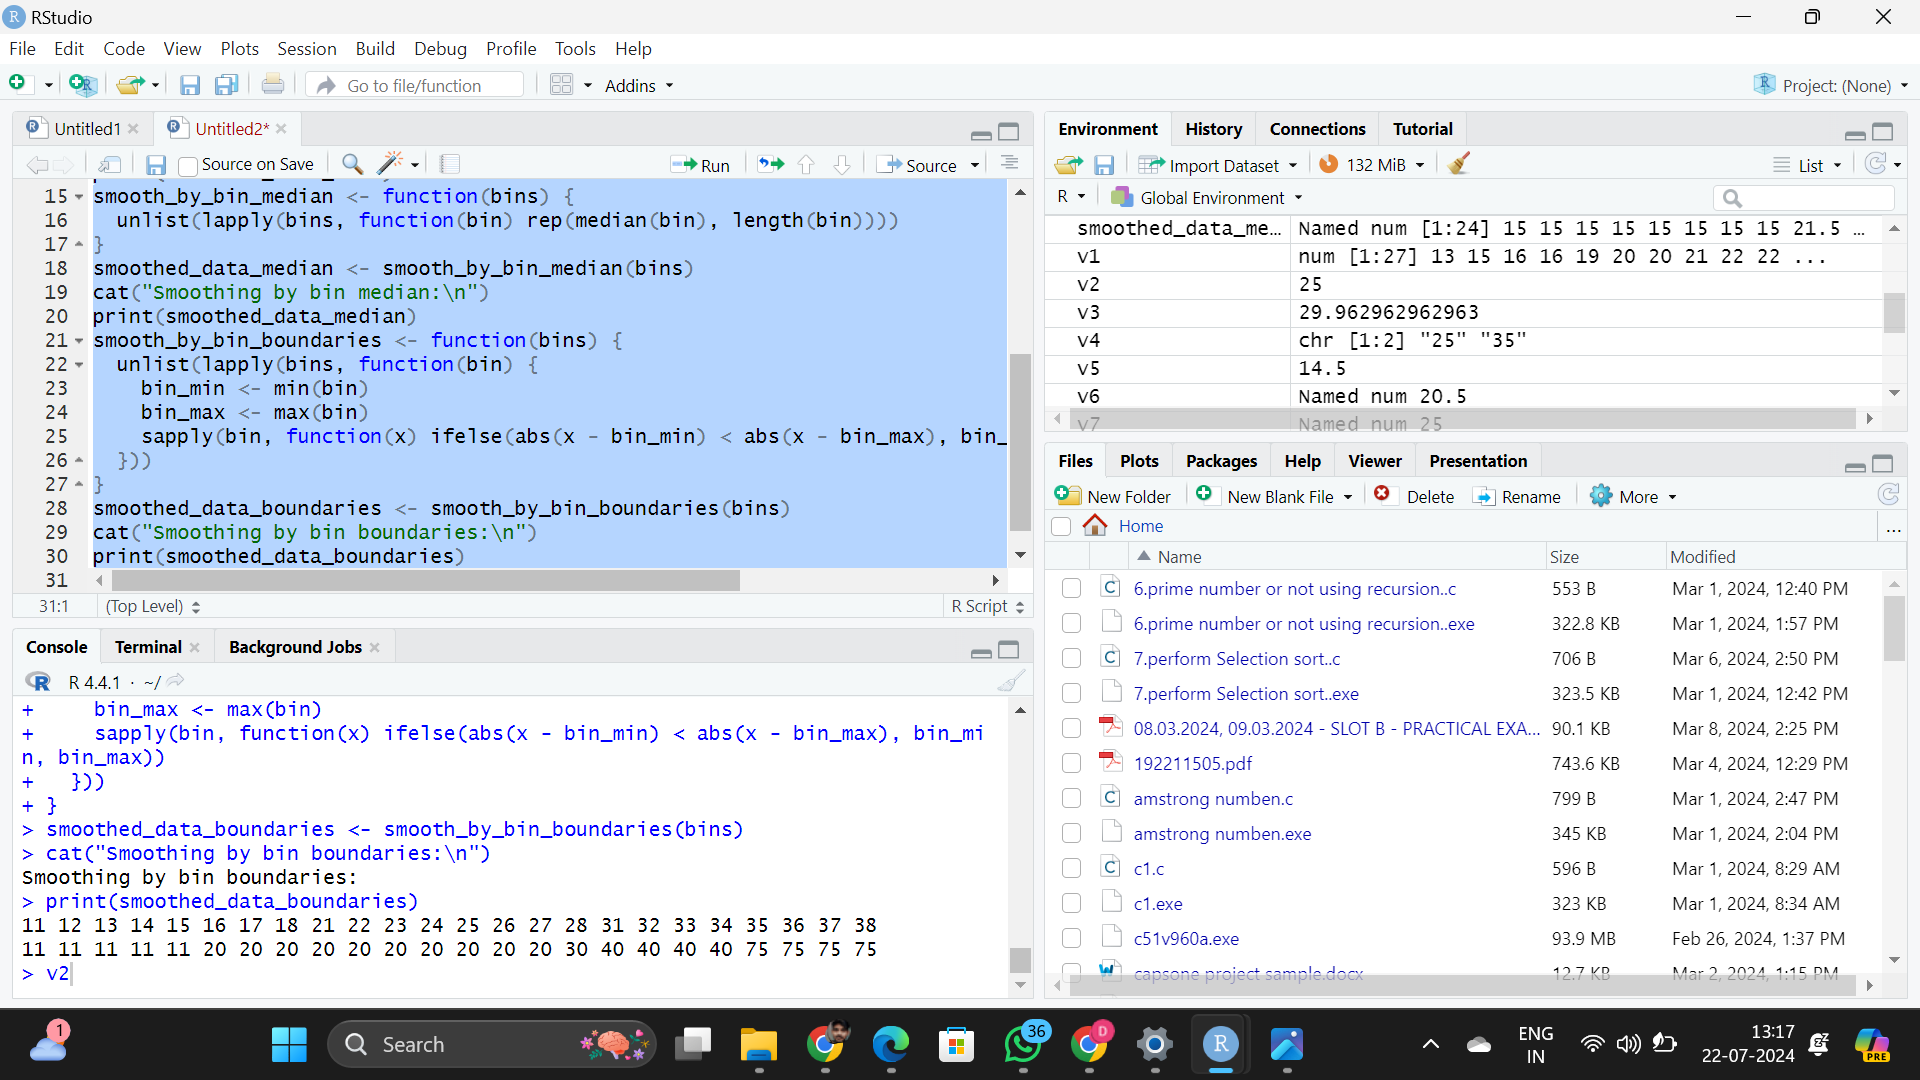 RStudio
File Edit Code View Plots Session Build Debug Profile Tools Help
Go to file/function Addins Project: (None)
Untitled1 Untitled2*
Source on Save Run Source
15 smooth_by_bin_median <- function(bins) {
16 unlist(lapply(bins, function(bin) rep(median(bin), length(bin))))
17 }
18 smoothed_data_median <- smooth_by_bin_median(bins)
19 cat("Smoothing by bin median:\n")
20 print(smoothed_data_median)
21 smooth_by_bin_boundaries <- function(bins) {
22 unlist(lapply(bins, function(bin) {
23 bin_min <- min(bin)
24 bin_max <- max(bin)
25 sapply(bin, function(x) ifelse(abs(x - bin_min) < abs(x - bin_max), bin_
26 }))
27 }
28 smoothed_data_boundaries <- smooth_by_bin_boundaries(bins)
29 cat("Smoothing by bin boundaries:\n")
30 print(smoothed_data_boundaries)
31
31:1 (Top Level) R Script
Console Terminal Background Jobs
R 4.4.1 · ~/
+ bin_max <- max(bin)
+ sapply(bin, function(x) ifelse(abs(x - bin_min) < abs(x - bin_max), bin_mi
n, bin_max))
+ }))
+ }
> smoothed_data_boundaries <- smooth_by_bin_boundaries(bins)
> cat("Smoothing by bin boundaries:\n")
Smoothing by bin boundaries:
> print(smoothed_data_boundaries)
11 12 13 14 15 16 17 18 21 22 23 24 25 26 27 28 31 32 33 34 35 36 37 38
11 11 11 11 11 20 20 20 20 20 20 20 20 20 20 30 40 40 40 40 75 75 75 75
> v2
Environment History Connections Tutorial
Import Dataset 132 MiB List
R Global Environment
smoothed_data_me… Named num [1:24] 15 15 15 15 15 15 15 15 21.5 …
v1 num [1:27] 13 15 16 16 19 20 20 21 22 22 ...
v2 25
v3 29.962962962963
v4 chr [1:2] "25" "35"
v5 14.5
v6 Named num 20.5
v7 Named num 25
Files Plots Packages Help Viewer Presentation
New Folder New Blank File Delete Rename More
Home ...
Name Size Modified
6.prime number or not using recursion..c 553 B Mar 1, 2024, 12:40 PM
6.prime number or not using recursion..exe 322.8 KB Mar 1, 2024, 1:57 PM
7.perform Selection sort..c 706 B Mar 6, 2024, 2:50 PM
7.perform Selection sort..exe 323.5 KB Mar 1, 2024, 12:42 PM
08.03.2024, 09.03.2024 - SLOT B - PRACTICAL EXA... 90.1 KB Mar 8, 2024, 2:25 PM
192211505.pdf 743.6 KB Mar 4, 2024, 12:29 PM
amstrong numben.c 799 B Mar 1, 2024, 2:47 PM
amstrong numben.exe 345 KB Mar 1, 2024, 2:04 PM
c1.c 596 B Mar 1, 2024, 8:29 AM
c1.exe 323 KB Mar 1, 2024, 8:34 AM
c51v960a.exe 93.9 MB Feb 26, 2024, 1:37 PM
capsone project sample.docx 12.7 KB Mar 2, 2024, 1:15 PM
1 Search 36 D R ENG IN 13:17 22-07-2024 PRE